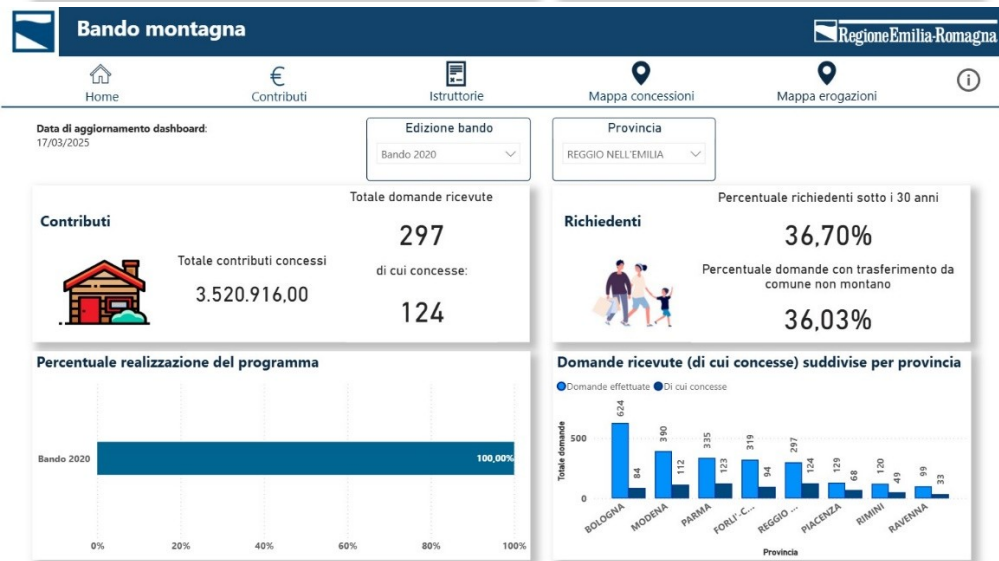 Bando montagna
RegioneEmilia-Romagna
Home
Contributi
Istruttorie
Mappa concessioni
Mappa erogazioni
Data di aggiornamento dashboard:
17/03/2025
Edizione bando
Bando 2020
Provincia
REGGIO NELL'EMILIA
Contributi
Totale contributi concessi
3.520.916,00
Totale domande ricevute
297
di cui concesse:
124
Richiedenti
Percentuale richiedenti sotto i 30 anni
36,70%
Percentuale domande con trasferimento da
comune non montano
36,03%
Percentuale realizzazione del programma
Bando 2020
100,00%
0%
20%
40%
60%
80%
100%
Domande ricevute (di cui concesse) suddivise per provincia
Domande effettuate
Di cui concesse
Totale domande
500
0
624
84
390
112
335
123
319
94
297
124
129
68
120
49
99
33
BOLOGNA
MODENA
PARMA
FORLI'-C...
REGGIO ...
PIACENZA
RIMINI
RAVENNA
Provincia